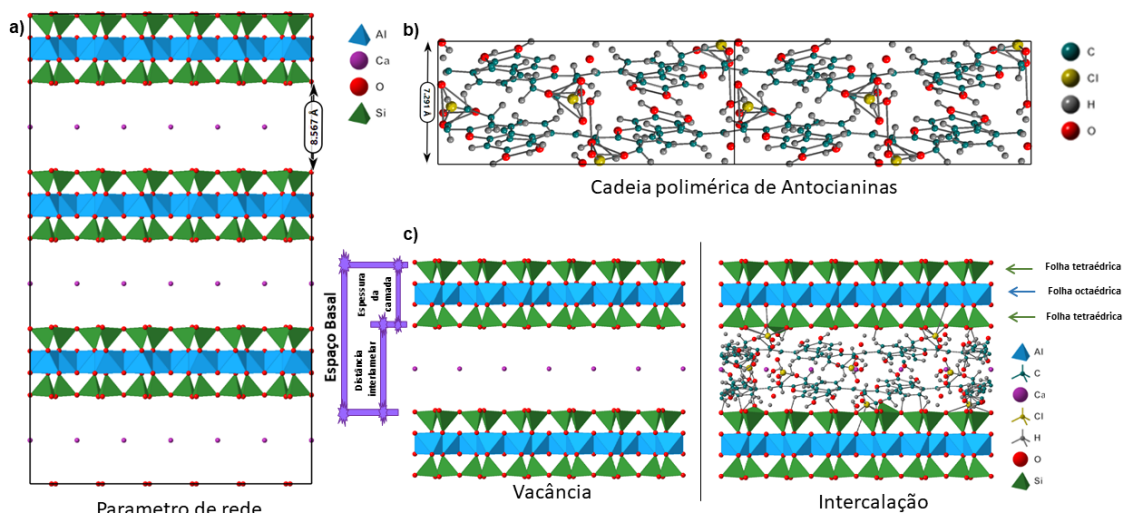 a)
Al
Ca
O
Si
8.567 Å
Parametro de rede
b)
7.291 Å
C
Cl
H
O
Cadeia polimérica de Antocianinas
c)
Espaço Basal
Espessura
da
camada
Distância
interlamelar
Vacância
Intercalação
Folha tetraédrica
Folha octaédrica
Folha tetraédrica
Al
C
Ca
Cl
H
O
Si